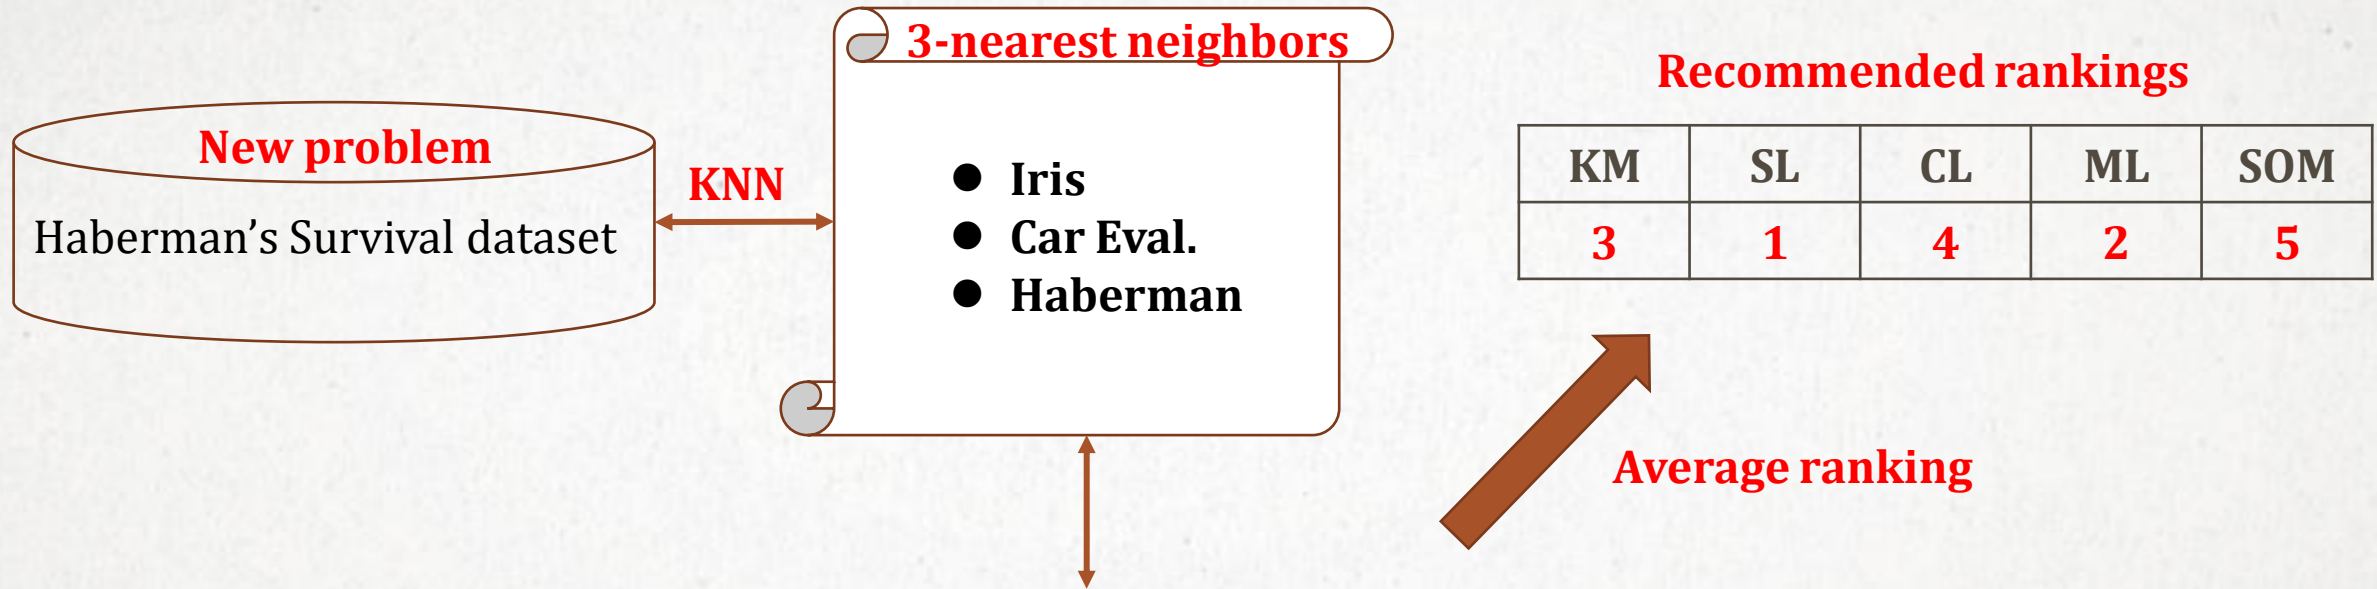 New problem
Haberman’s Survival dataset
KNN
3-nearest neighbors
● Iris
● Car Eval.
● Haberman
Recommended rankings
KM SL CL ML SOM
3 1 4 2 5
Average ranking